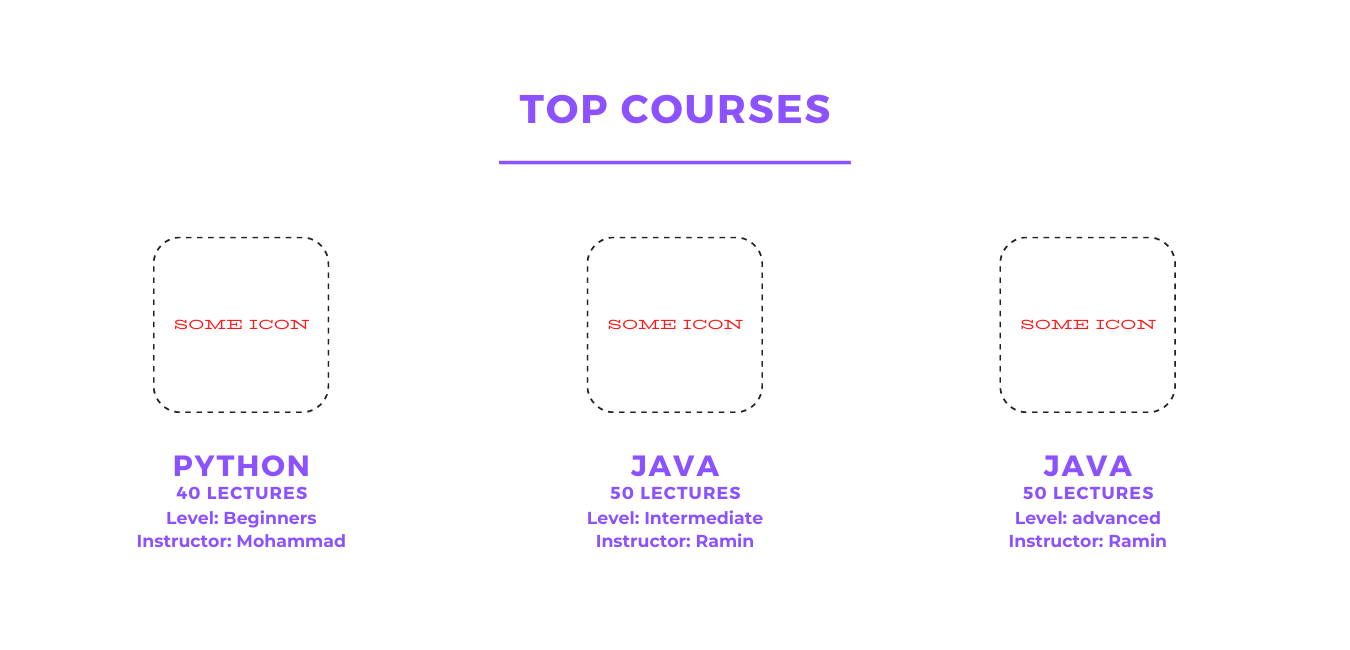 TOP COURSES
SOME ICON
SOME ICON
SOME ICON
PYTHON
40 LECTURES
Level: Beginners
Instructor: Mohammad
JAVA
50 LECTURES
Level: Intermediate
Instructor: Ramin
JAVA
50 LECTURES
Level: advanced
Instructor: Ramin